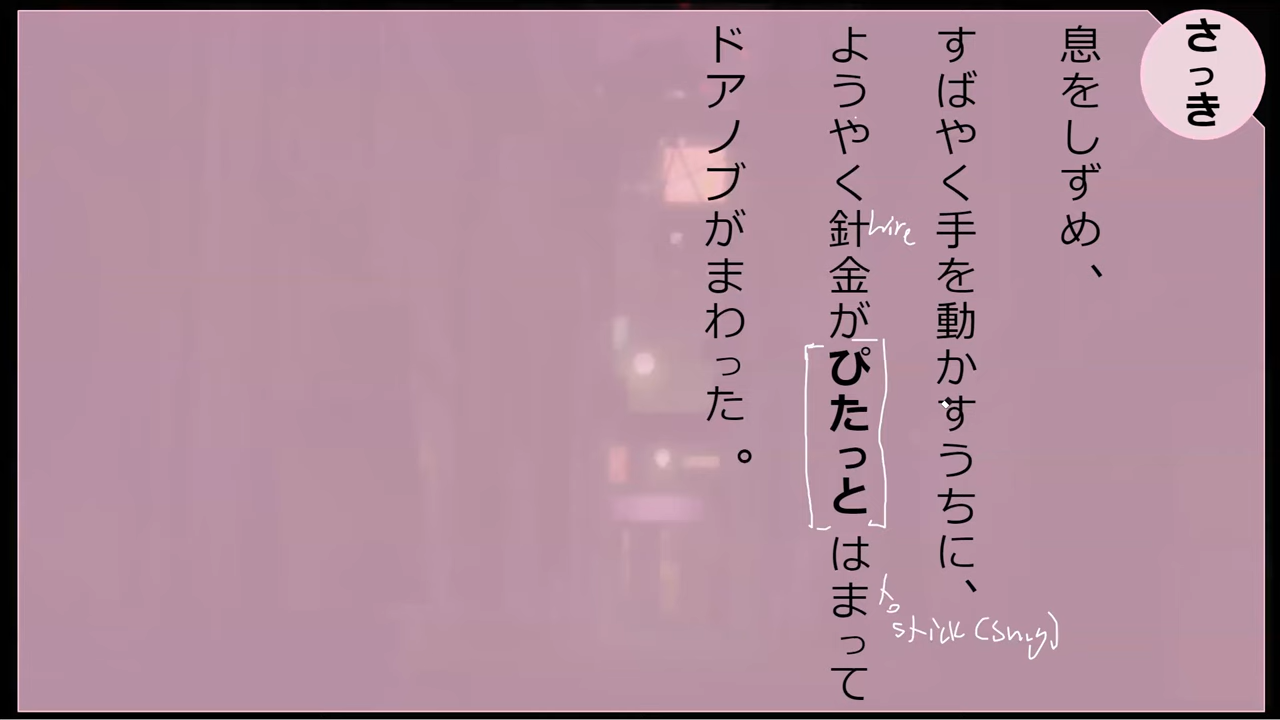 さっき
息をしずめ、
すばやく手を動かすうちに、
ようやく針金がぴたっとはまって
wire
to
stick (snug)
ドアノブがまわった。